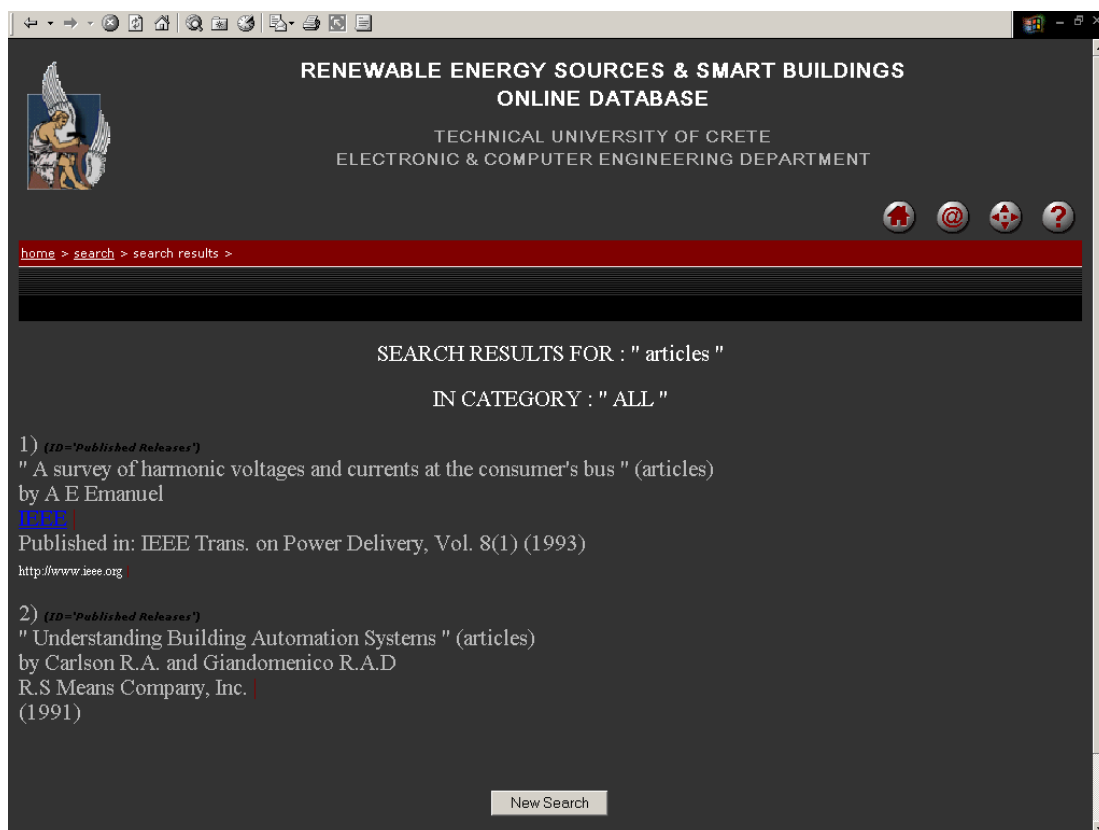 RENEWABLE ENERGY SOURCES & SMART BUILDINGS
ONLINE DATABASE
TECHNICAL UNIVERSITY OF CRETE
ELECTRONIC & COMPUTER ENGINEERING DEPARTMENT
home > search > search results >
SEARCH RESULTS FOR : " articles "
IN CATEGORY : " ALL "
1) (ID='Published Releases')
" A survey of harmonic voltages and currents at the consumer's bus " (articles)
by A E Emanuel
IEEE |
Published in: IEEE Trans. on Power Delivery, Vol. 8(1) (1993)
http://www.ieee.org |
2) (ID='Published Releases')
" Understanding Building Automation Systems " (articles)
by Carlson R.A. and Giandomenico R.A.D
R.S Means Company, Inc. |
(1991)
New Search